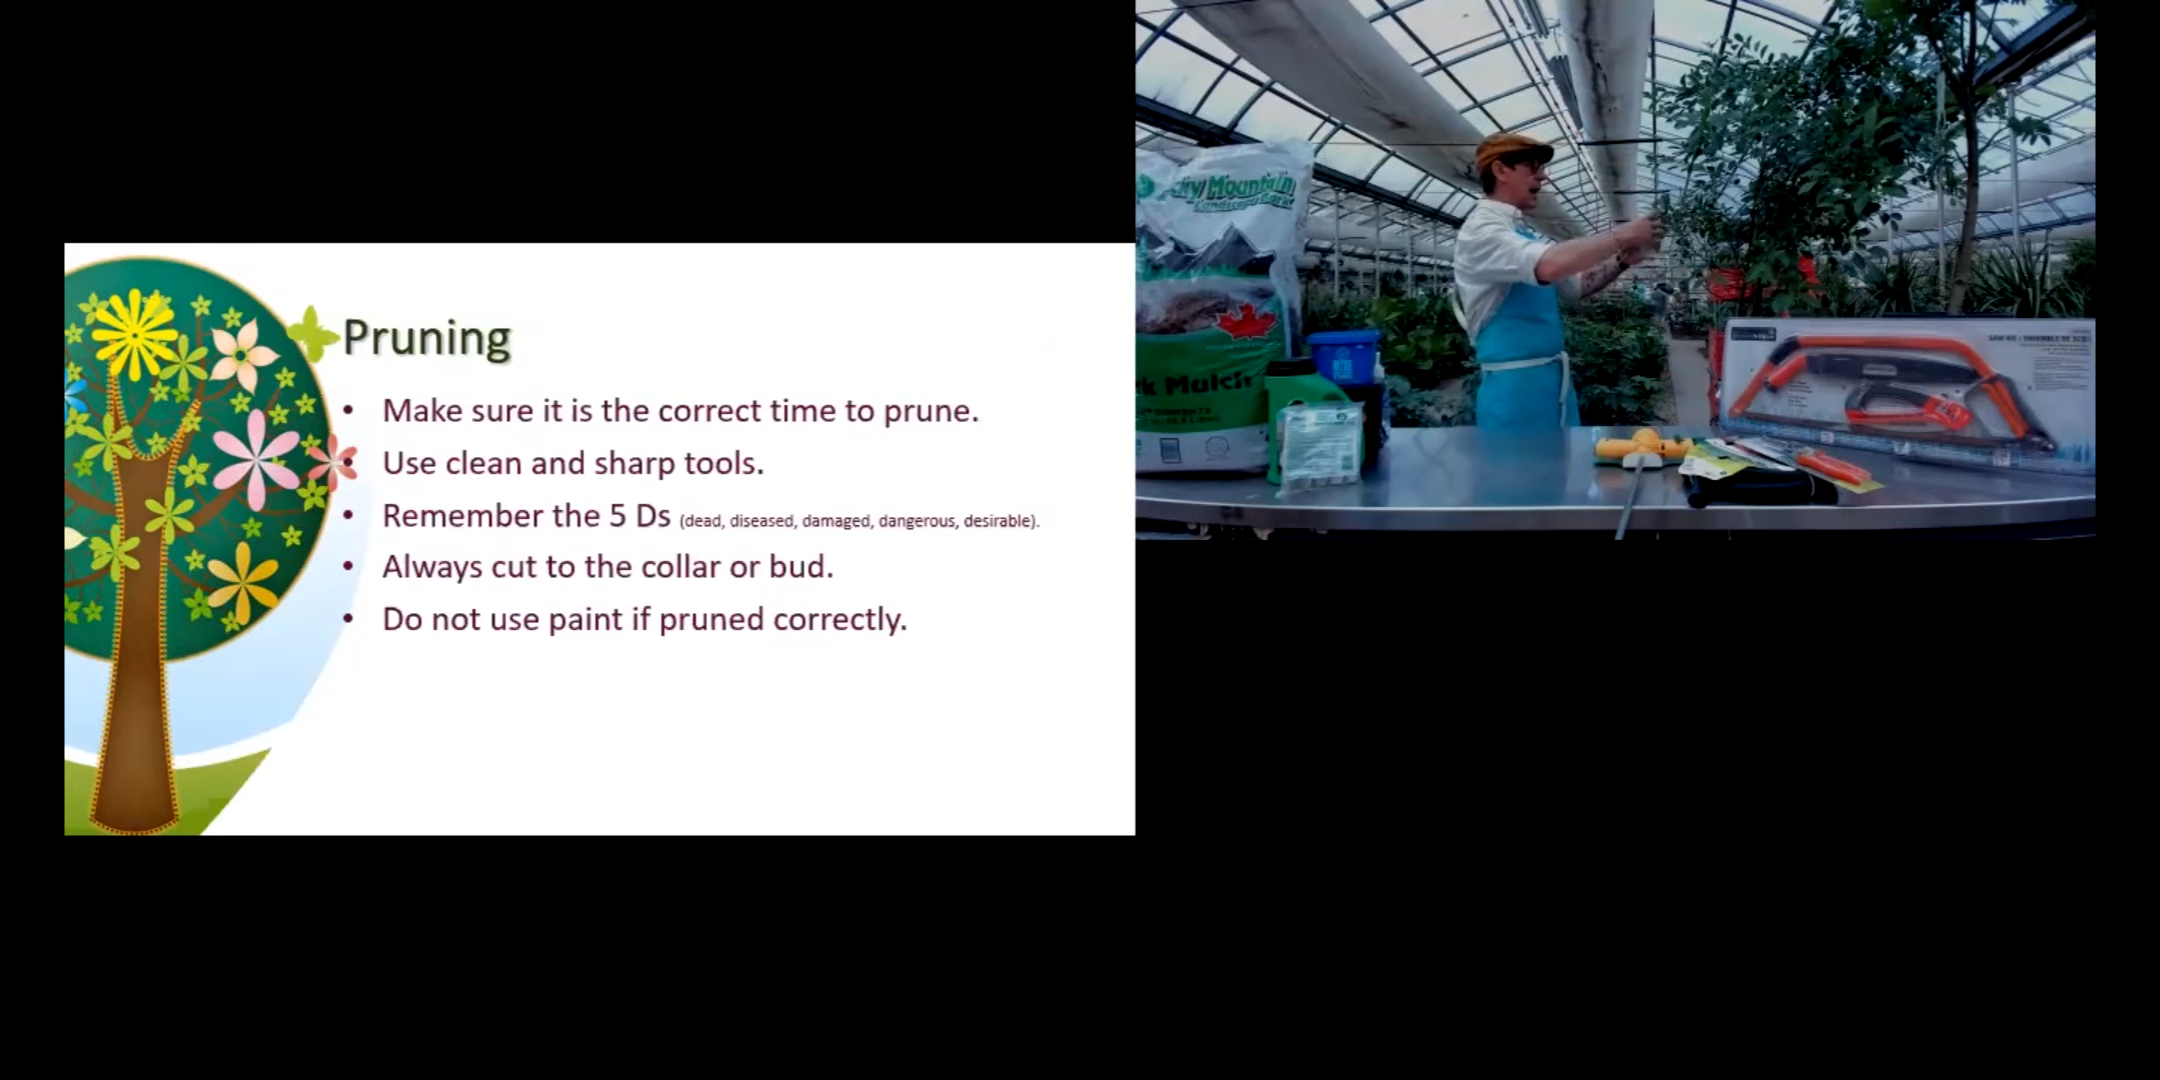 Pruning
• Make sure it is the correct time to prune.
• Use clean and sharp tools.
• Remember the 5 Ds (dead, diseased, damaged, dangerous, desirable).
• Always cut to the collar or bud.
• Do not use paint if pruned correctly.
ky Mountain
Landscape
k Mulch